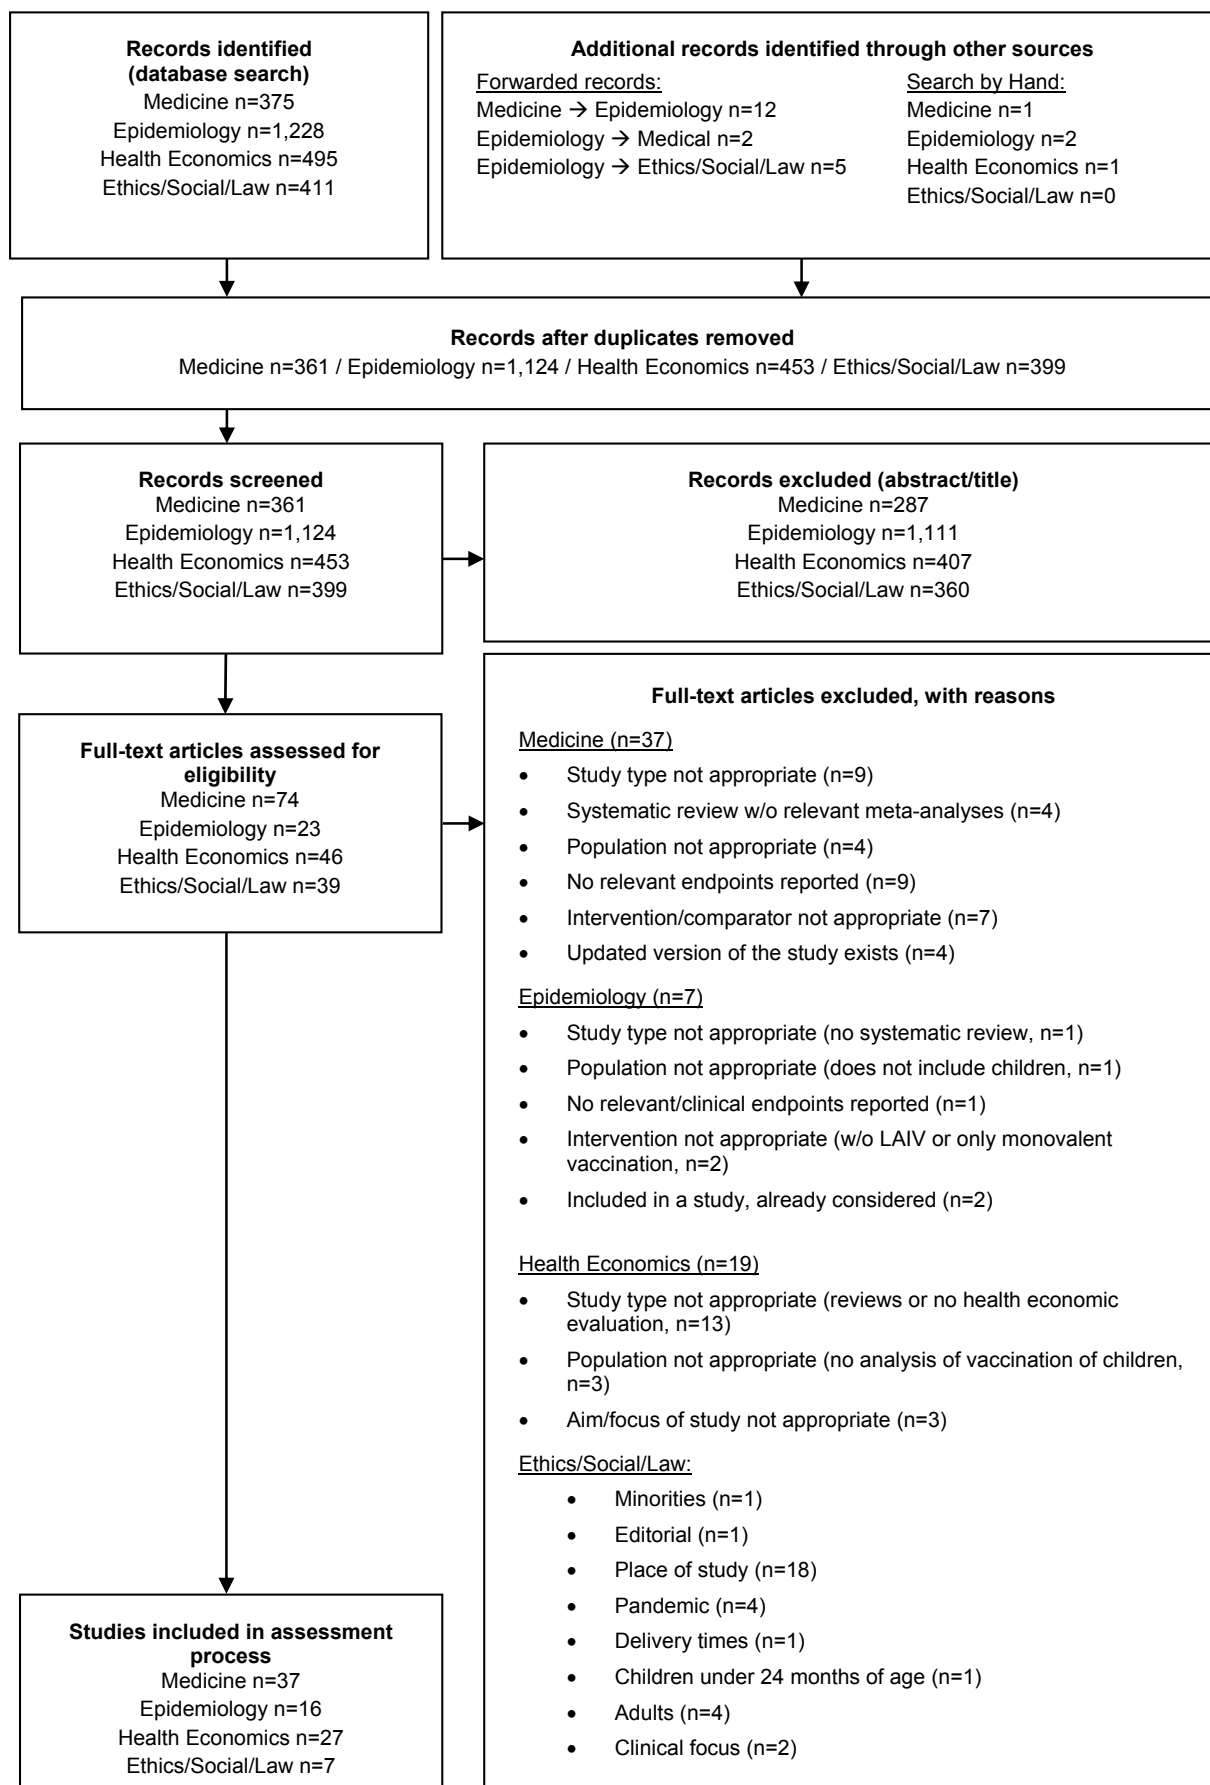 Records identified
(database search)
Medicine n=375
Epidemiology n=1,228
Health Economics n=495
Ethics/Social/Law n=411
Additional records identified through other sources
Forwarded records:
Medicine → Epidemiology n=12
Epidemiology → Medical n=2
Epidemiology → Ethics/Social/Law n=5
Search by Hand:
Medicine n=1
Epidemiology n=2
Health Economics n=1
Ethics/Social/Law n=0
Records after duplicates removed
Medicine n=361 / Epidemiology n=1,124 / Health Economics n=453 / Ethics/Social/Law n=399
Records screened
Medicine n=361
Epidemiology n=1,124
Health Economics n=453
Ethics/Social/Law n=399
Records excluded (abstract/title)
Medicine n=287
Epidemiology n=1,111
Health Economics n=407
Ethics/Social/Law n=360
Full-text articles assessed for
eligibility
Medicine n=74
Epidemiology n=23
Health Economics n=46
Ethics/Social/Law n=39
Full-text articles excluded, with reasons
Medicine (n=37)
• Study type not appropriate (n=9)
• Systematic review w/o relevant meta-analyses (n=4)
• Population not appropriate (n=4)
• No relevant endpoints reported (n=9)
• Intervention/comparator not appropriate (n=7)
• Updated version of the study exists (n=4)
Epidemiology (n=7)
• Study type not appropriate (no systematic review, n=1)
• Population not appropriate (does not include children, n=1)
• No relevant/clinical endpoints reported (n=1)
• Intervention not appropriate (w/o LAIV or only monovalent
vaccination, n=2)
• Included in a study, already considered (n=2)
Health Economics (n=19)
• Study type not appropriate (reviews or no health economic
evaluation, n=13)
• Population not appropriate (no analysis of vaccination of children,
n=3)
• Aim/focus of study not appropriate (n=3)
Ethics/Social/Law:
• Minorities (n=1)
• Editorial (n=1)
• Place of study (n=18)
• Pandemic (n=4)
• Delivery times (n=1)
• Children under 24 months of age (n=1)
• Adults (n=4)
• Clinical focus (n=2)
Studies included in assessment
process
Medicine n=37
Epidemiology n=16
Health Economics n=27
Ethics/Social/Law n=7